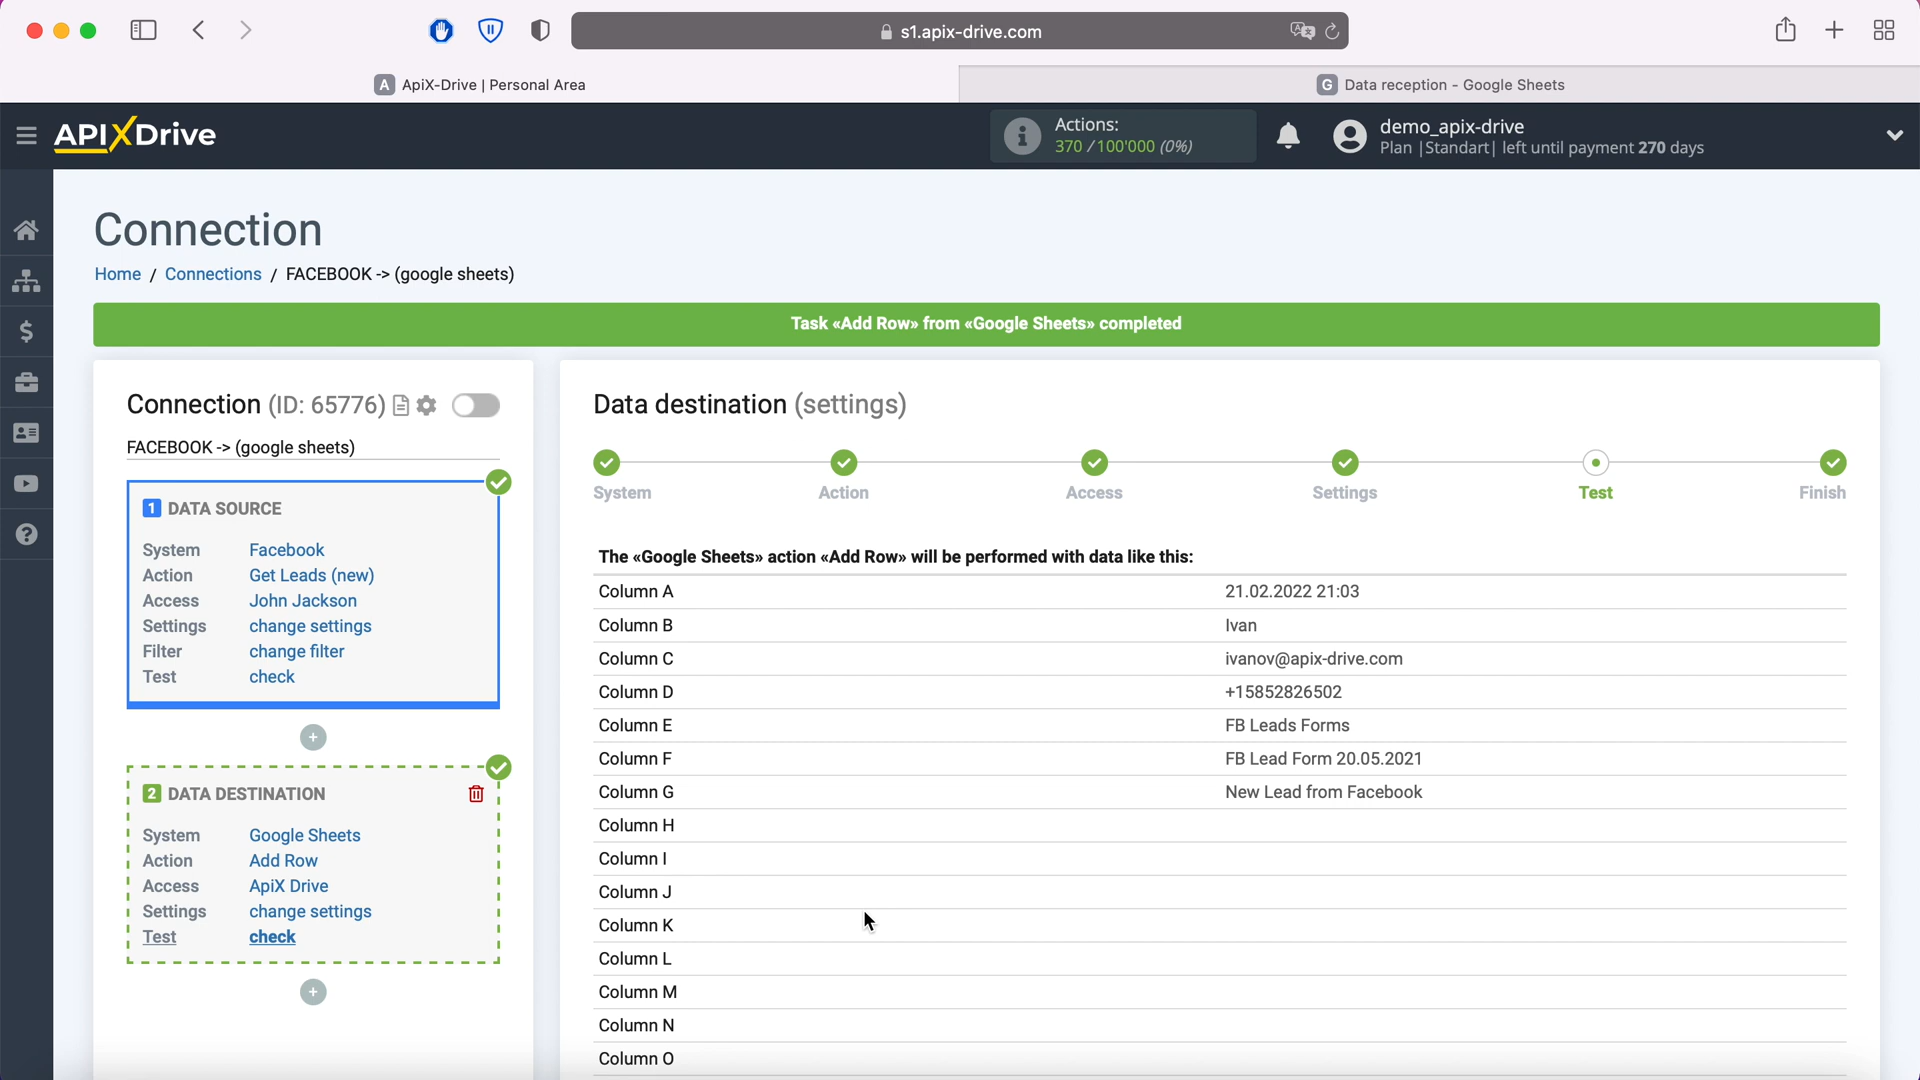 s1.apix-drive.com
A ApiX-Drive | Personal Area
G Data reception - Google Sheets
APIXDrive
Actions:
370 /100'000 (0%)
demo_apix-drive
Plan |Standart| left until payment 270 days
Connection
Home / Connections / FACEBOOK -> (google sheets)
Task «Add Row» from «Google Sheets» completed
Connection (ID: 65776)
FACEBOOK -> (google sheets)
1 DATA SOURCE
System Facebook
Action Get Leads (new)
Access John Jackson
Settings change settings
Filter change filter
Test check
2 DATA DESTINATION
System Google Sheets
Action Add Row
Access ApiX Drive
Settings change settings
Test check
Data destination (settings)
System Action Access Settings Test Finish
The «Google Sheets» action «Add Row» will be performed with data like this:
Column A 21.02.2022 21:03
Column B Ivan
Column C ivanov@apix-drive.com
Column D +15852826502
Column E FB Leads Forms
Column F FB Lead Form 20.05.2021
Column G New Lead from Facebook
Column H
Column I
Column J
Column K
Column L
Column M
Column N
Column O